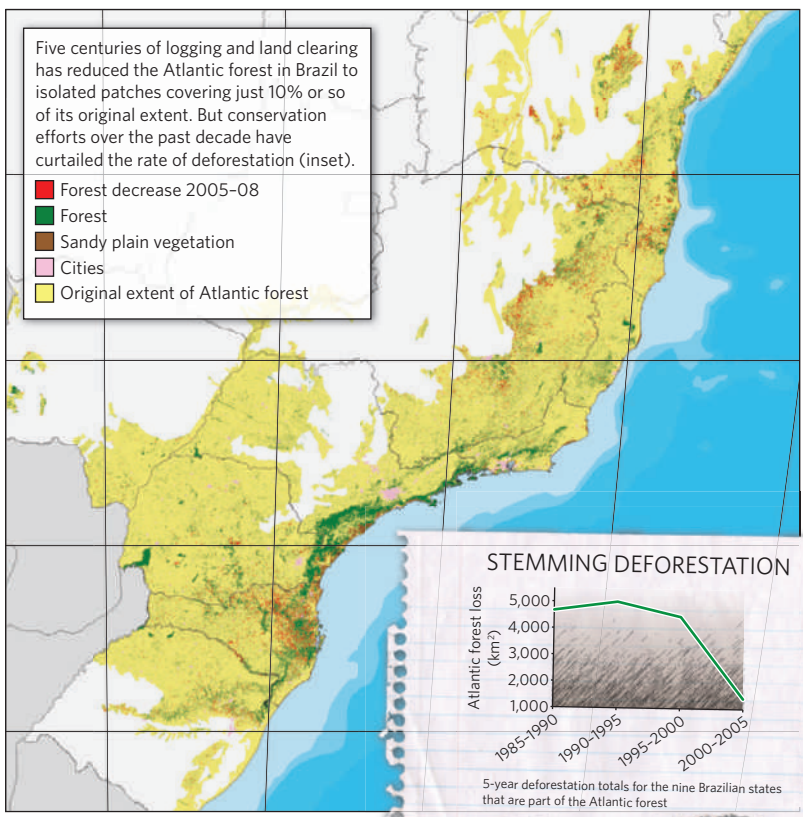 Five centuries of logging and land clearing
has reduced the Atlantic forest in Brazil to
isolated patches covering just 10% or so
of its original extent. But conservation
efforts over the past decade have
curtailed the rate of deforestation (inset).
Forest decrease 2005–08
Forest
Sandy plain vegetation
Cities
Original extent of Atlantic forest
STEMMING DEFORESTATION
Atlantic forest loss
(km⁻²)
5,000
4,000
3,000
2,000
1,000
1985-1990
1990-1995
1995-2000
2000-2005
5-year deforestation totals for the nine Brazilian states
that are part of the Atlantic forest